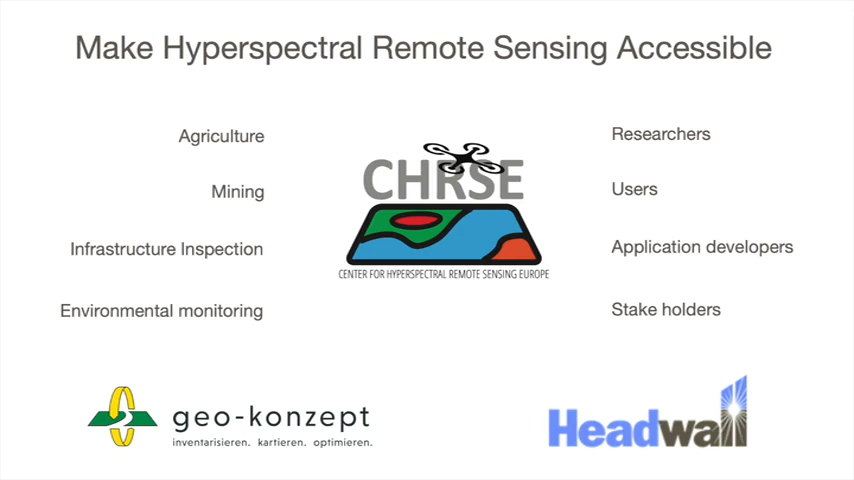 Make Hyperspectral Remote Sensing Accessible
Agriculture
Mining
Infrastructure Inspection
Environmental monitoring
CHRSE
CENTER FOR HYPERSPECTRAL REMOTE SENSING EUROPE
Researchers
Users
Application developers
Stake holders
geo-konzept
inventarisieren. kartieren. optimieren.
Headwall